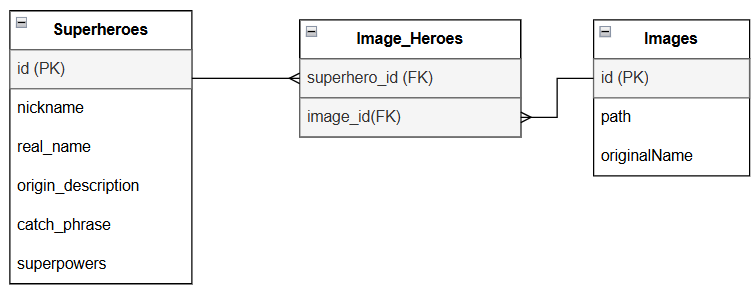 Superheroes
id (PK)
nickname
real_name
origin_description
catch_phrase
superpowers
Image_Heroes
superhero_id (FK)
image_id(FK)
Images
id (PK)
path
originalName